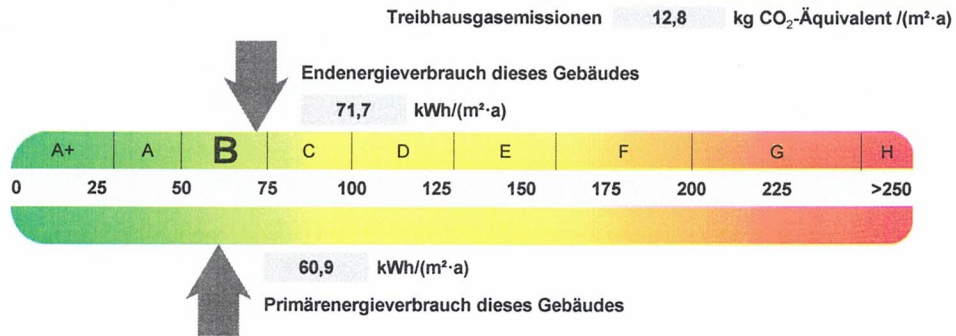 Treibhausgasemissionen 12,8 kg CO₂-Äquivalent /(m²·a)
Endenergieverbrauch dieses Gebäudes
71,7 kWh/(m²·a)
A+ A B C D E F G H
0 25 50 75 100 125 150 175 200 225 >250
60,9 kWh/(m²·a)
Primärenergieverbrauch dieses Gebäudes